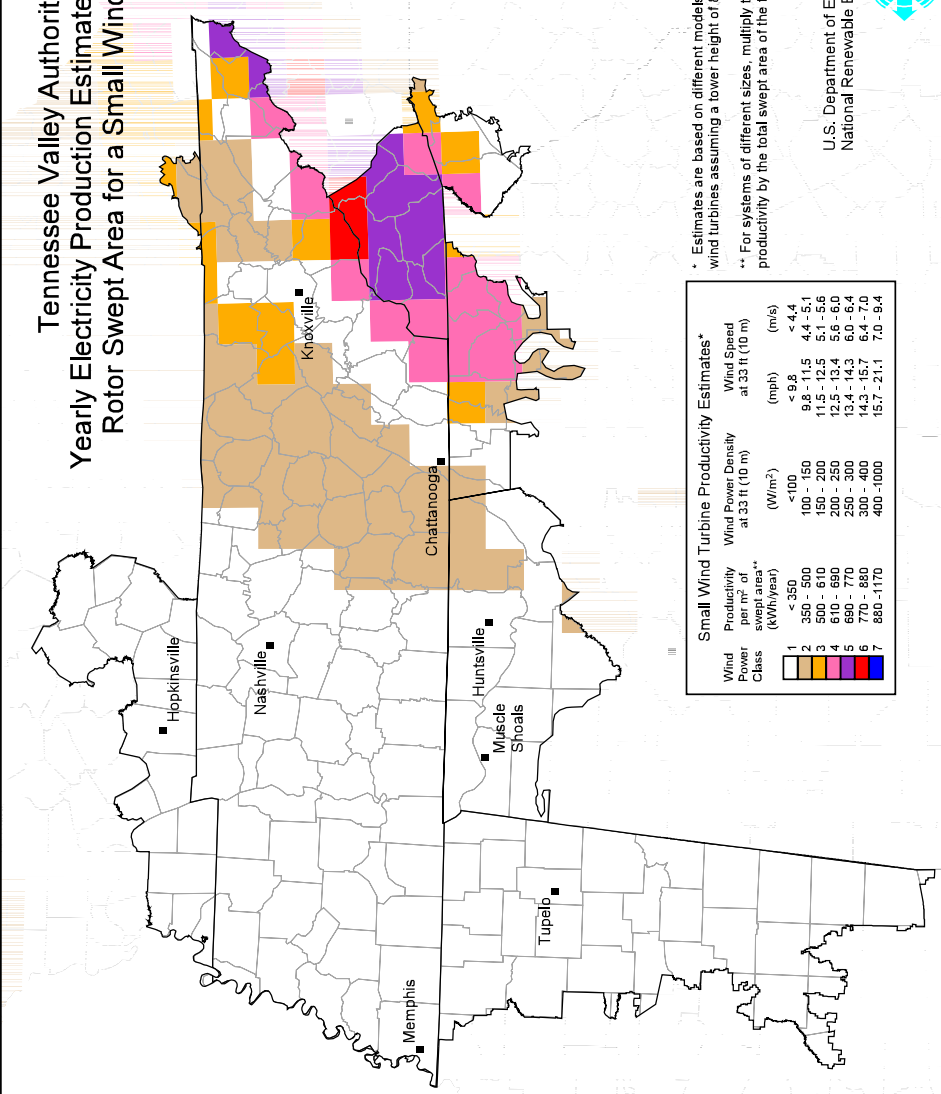 Tennessee Valley Authorit
Yearly Electricity Production Estimate
Rotor Swept Area for a Small Wind
Hopkinsville
Nashville
Knoxville
Chattanooga
Memphis
Huntsville
Muscle
Shoals
Tupelo
Small Wind Turbine Productivity Estimates*
Wind Productivity Wind Power Density Wind Speed
Power per m² of at 33 ft (10 m) at 33 ft (10 m)
Class swept area**
(kWh/year) (W/m²) (mph) (m/s)
1 < 350 <100 < 9.8 < 4.4
2 350 - 500 100 - 150 9.8 - 11.5 4.4 - 5.1
3 500 - 610 150 - 200 11.5 - 12.5 5.1 - 5.6
4 610 - 690 200 - 250 12.5 - 13.4 5.6 - 6.0
5 690 - 770 250 - 300 13.4 - 14.3 6.0 - 6.4
6 770 - 880 300 - 400 14.3 - 15.7 6.4 - 7.0
7 880 -1170 400 -1000 15.7 - 21.1 7.0 - 9.4
* Estimates are based on different models
wind turbines assuming a tower height of
** For systems of different sizes, multiply t
productivity by the total swept area of the
U.S. Department of E
National Renewable E